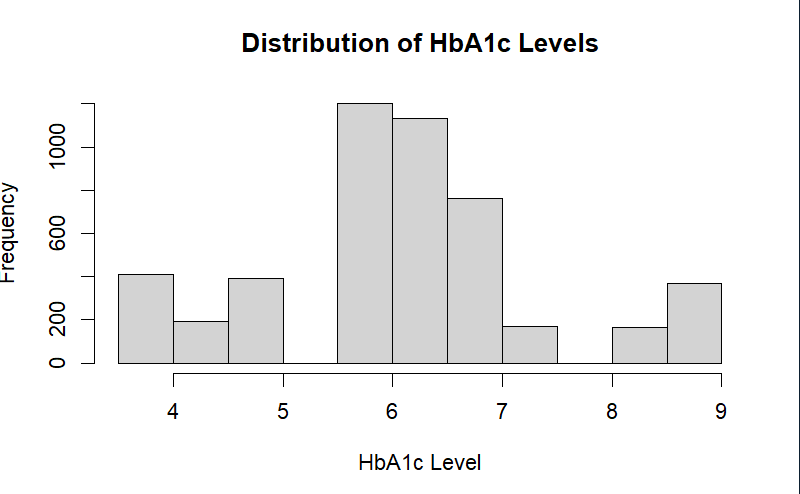 Distribution of HbA1c Levels
Frequency
1000
600
200
0
4 5 6 7 8 9
HbA1c Level